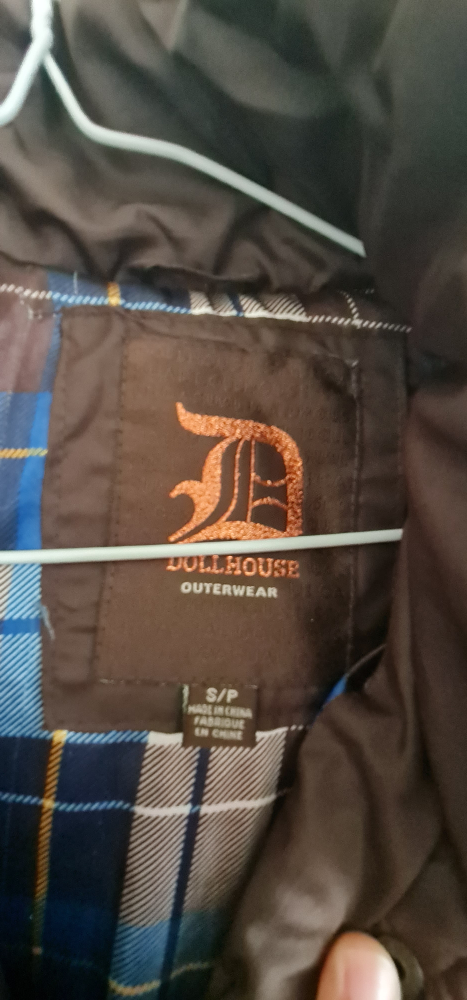 D
DOLLHOUSE
OUTERWEAR
S/P
MADE IN CHINA
FABRIQUE
EN CHINE